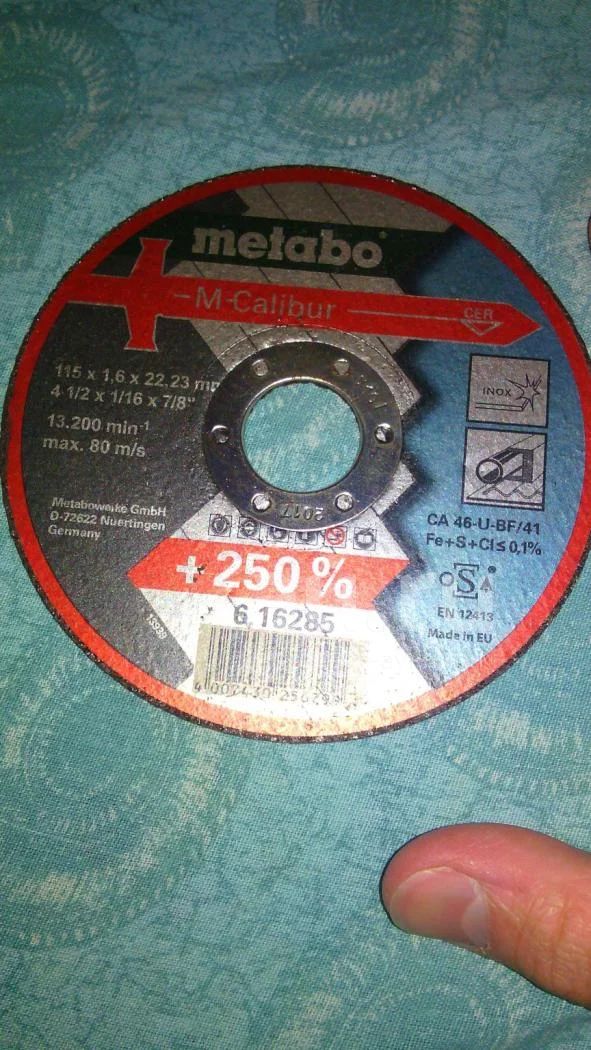 metabo
M-Calibur
CER
115 x 1,6 x 22.23
4 1/2 x 1/16 x 7/8"
13.200 min-1
max. 80 m/s
INOX
Metabowerke GmbH
D-72622 Nuertingen
Germany
2017
CA 46-U-BF/41
Fe+S+Cl≤0,1%
+ 250 %
6.16285
oSA
EN 12413
Made in EU
13929